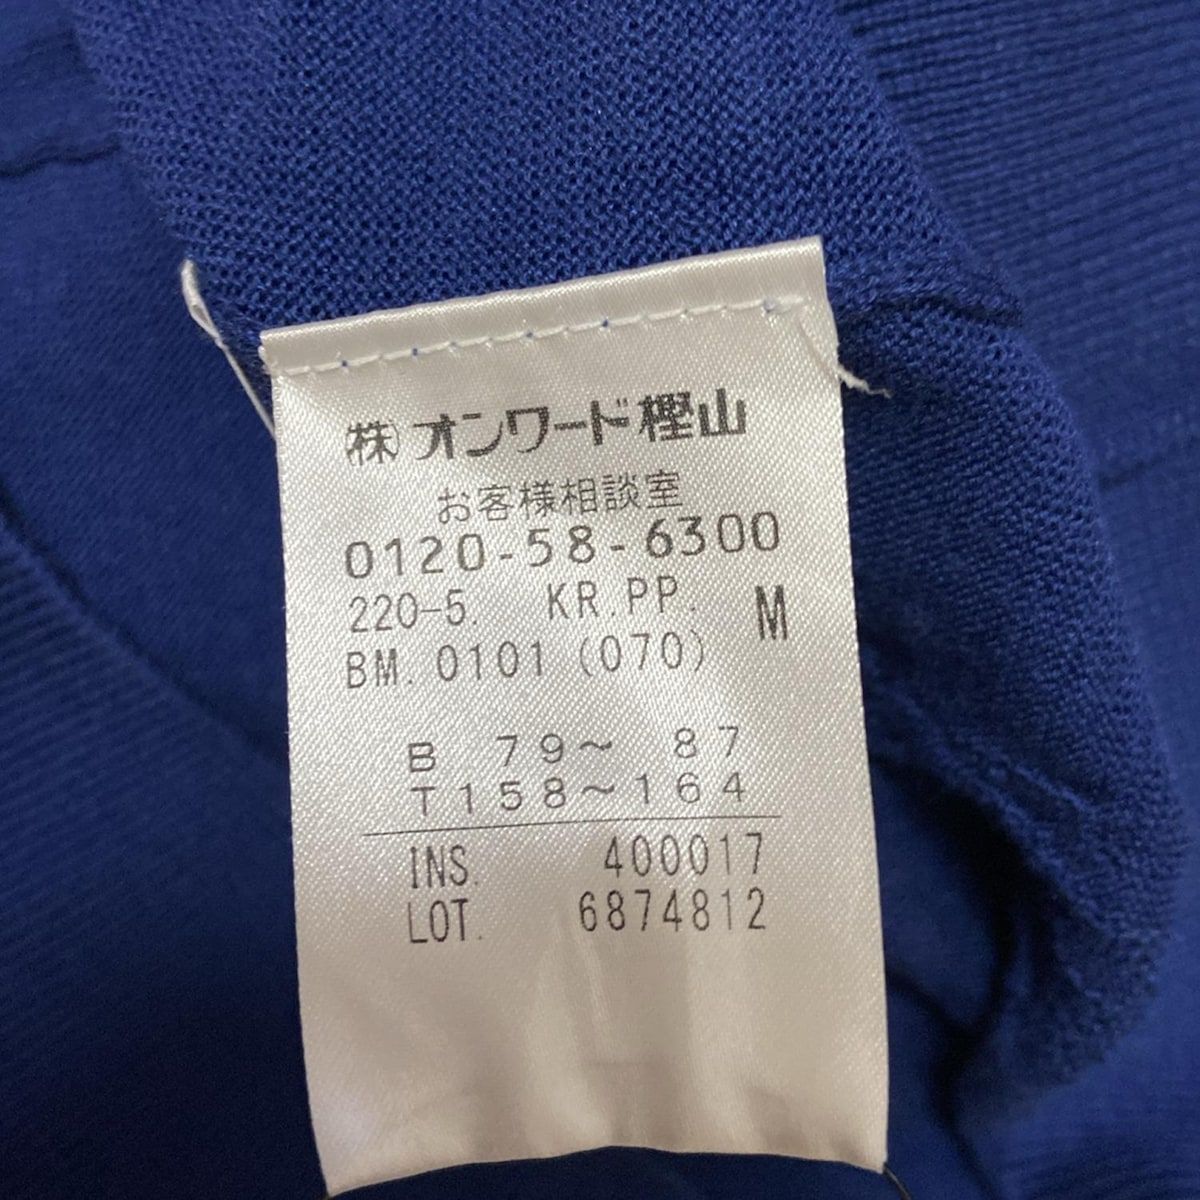 ㈱オンワード樫山
お客様相談室
0120-58-6300
220-5. KR.PP. M
BM. 0101 (070)
B 79~ 87
T158~164
INS. 400017
LOT. 6874812